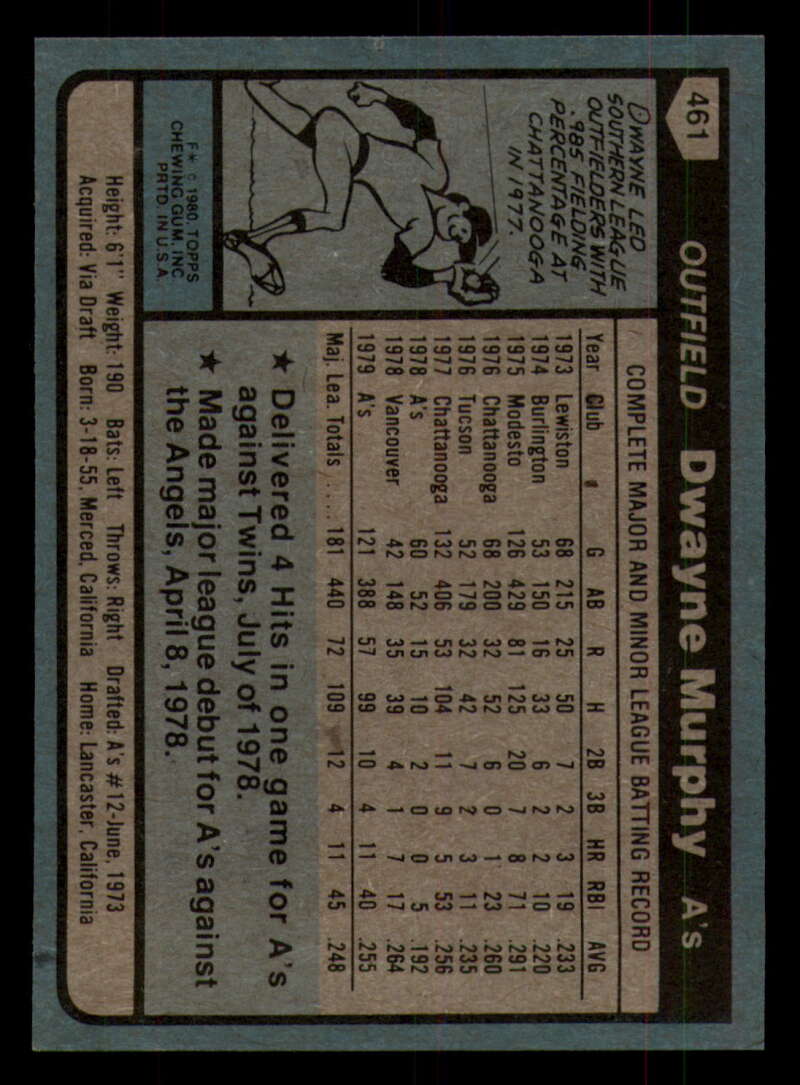 461 OUTFIELD Dwayne Murphy A's
DWAYNE LED
SOUTHERN LEAGUE
OUTFIELDERS WITH
.985 FIELDING
PERCENTAGE AT
CHATTANOOGA
IN 1977.
F* © 1980 TOPPS
CHEWING GUM, INC
PRTD IN U.S.A.
COMPLETE MAJOR AND MINOR LEAGUE BATTING RECORD
Year Club G AB R H 2B 3B HR RBI AVG
1973 Lewiston 68 215 25 50 7 2 3 19 .233
1974 Burlington 53 150 16 33 6 2 2 10 .220
1975 Modesto 126 429 81 125 20 7 8 71 .291
1976 Chattanooga 68 200 32 52 6 0 1 23 .260
1976 Tucson 52 179 32 42 7 2 3 11 .235
1977 Chattanooga 132 406 53 104 11 9 5 53 .256
1978 A's 60 52 15 10 2 0 0 5 .192
1978 Vancouver 42 148 35 39 4 1 7 17 .264
1979 A's 121 388 57 99 10 4 11 40 .255
Maj. Lea. Totals ..... 181 440 72 109 12 4 11 45 .248
★ Delivered 4 Hits in one game for A's
against Twins, July of 1978.
★ Made major league debut for A's against
the Angels, April 8, 1978.
Height: 6'1" Weight: 190 Bats: Left Throws: Right Drafted: A's #12-June, 1973
Acquired: Via Draft Born: 3-18-55, Merced, California Home: Lancaster, California